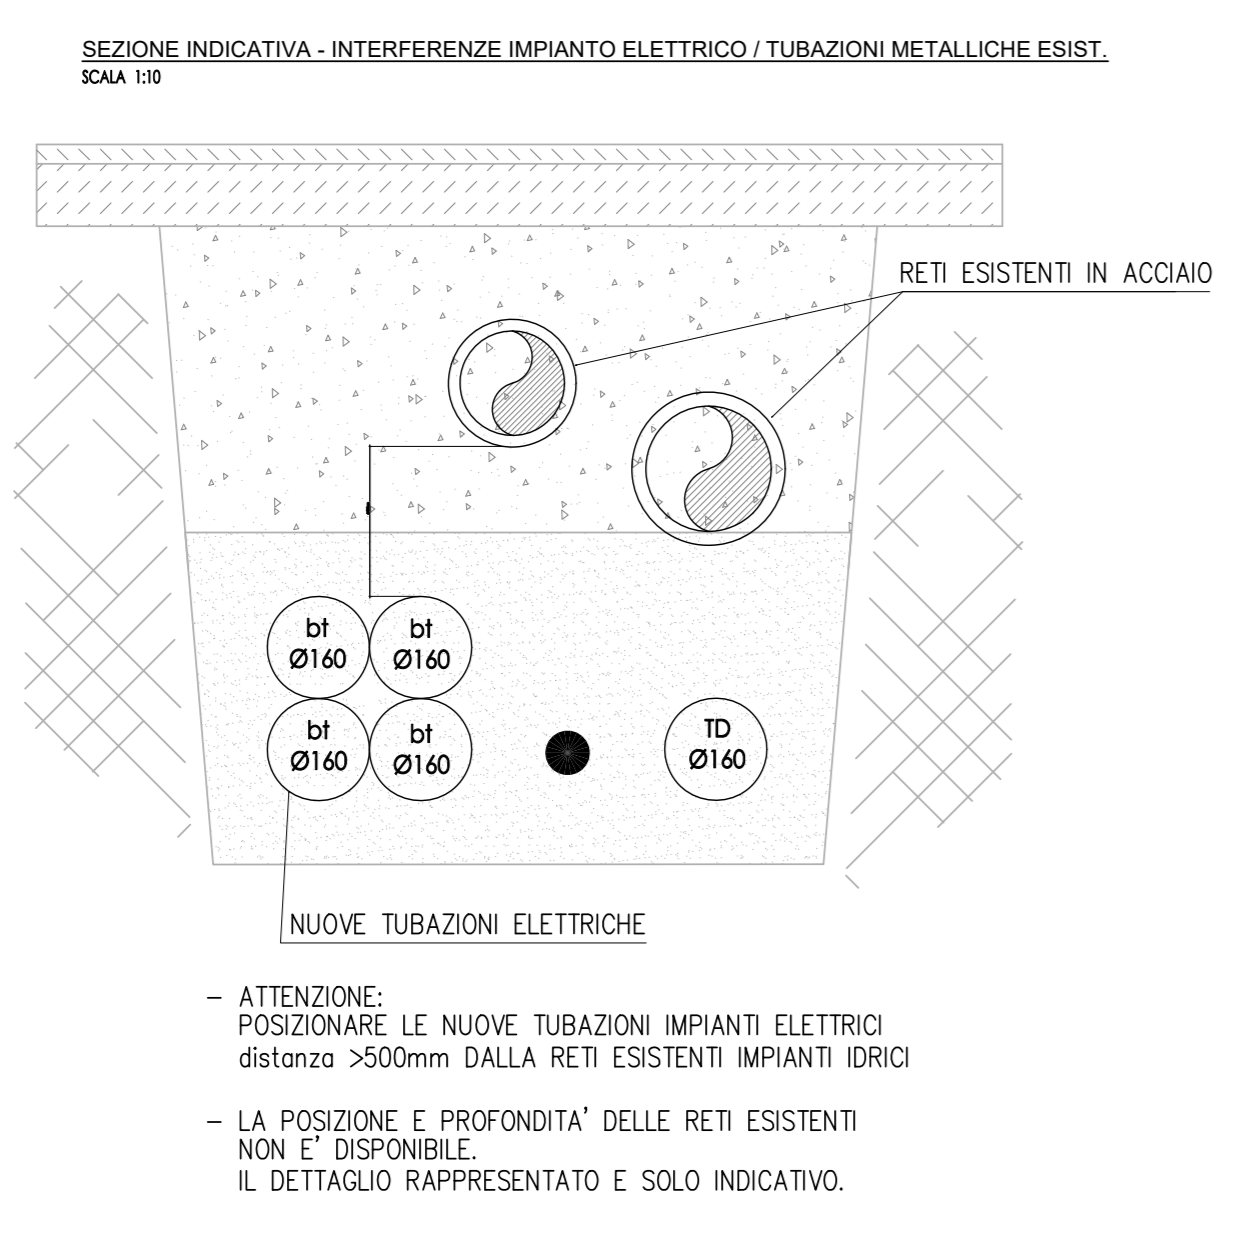 SEZIONE INDICATIVA - INTERFERENZE IMPIANTO ELETTRICO / TUBAZIONI METALLICHE ESIST.
SCALA 1:10
RETI ESISTENTI IN ACCIAIO
bt
Ø160
bt
Ø160
bt
Ø160
bt
Ø160
TD
Ø160
NUOVE TUBAZIONI ELETTRICHE
– ATTENZIONE:
POSIZIONARE LE NUOVE TUBAZIONI IMPIANTI ELETTRICI
distanza >500mm DALLA RETI ESISTENTI IMPIANTI IDRICI
– LA POSIZIONE E PROFONDITA' DELLE RETI ESISTENTI
NON E' DISPONIBILE.
IL DETTAGLIO RAPPRESENTATO E SOLO INDICATIVO.